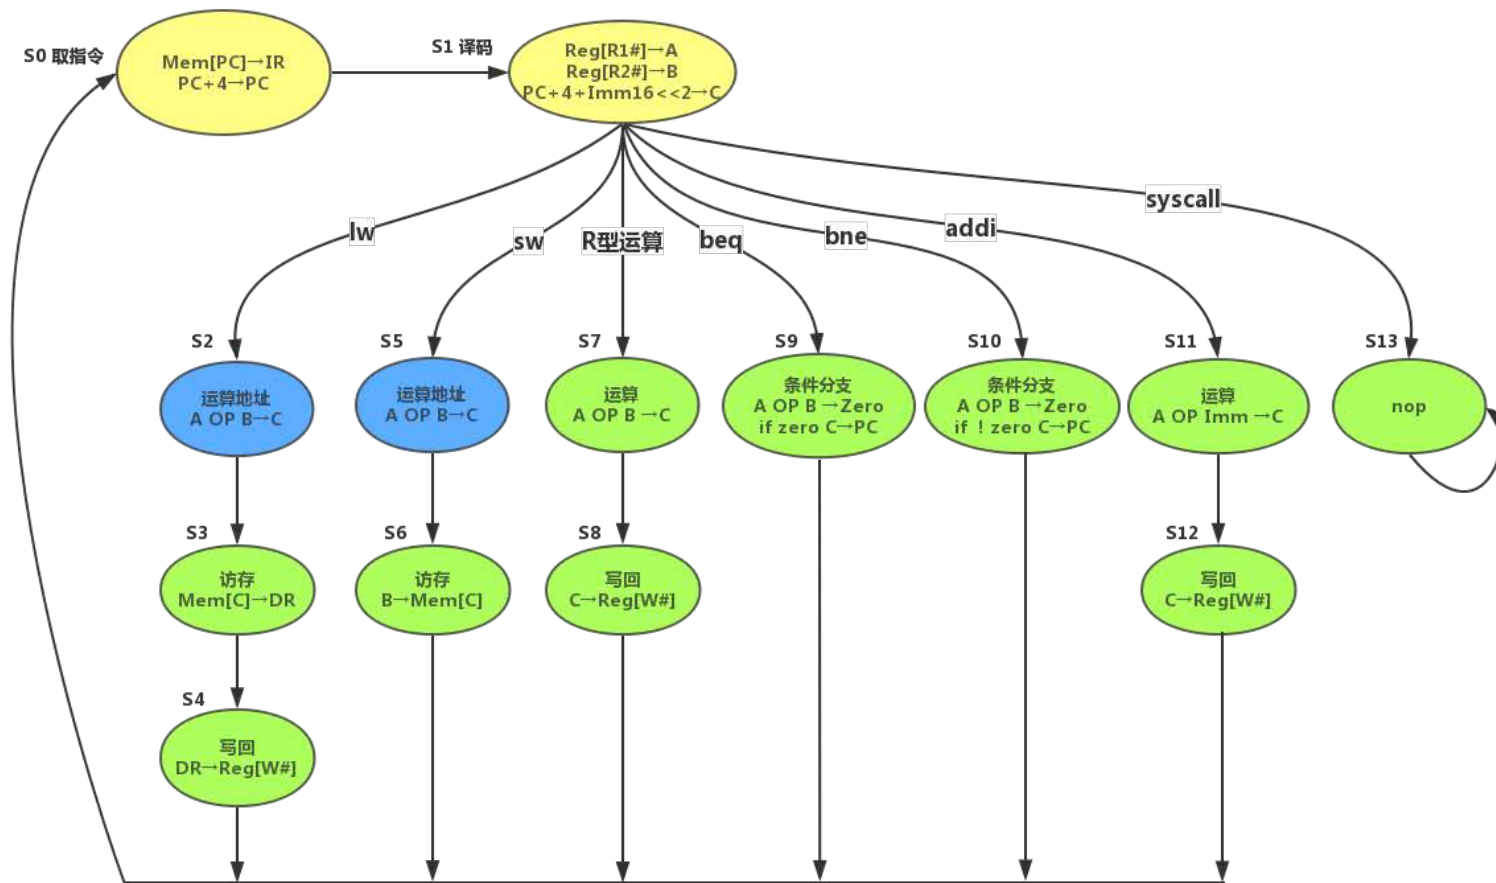 S0 取指令
Mem[PC]→IR
PC+4→PC
S1 译码
Reg[R1#]→A
Reg[R2#]→B
PC+4+Imm16<<2→C
lw
sw
R型运算
beq
bne
addi
syscall
S2
运算地址
A OP B→C
S5
运算地址
A OP B→C
S7
运算
A OP B →C
S9
条件分支
A OP B →Zero
if zero C→PC
S10
条件分支
A OP B →Zero
if ! zero C→PC
S11
运算
A OP Imm →C
S13
nop
S3
访存
Mem[C]→DR
S6
访存
B→Mem[C]
S8
写回
C→Reg[W#]
S12
写回
C→Reg[W#]
S4
写回
DR→Reg[W#]